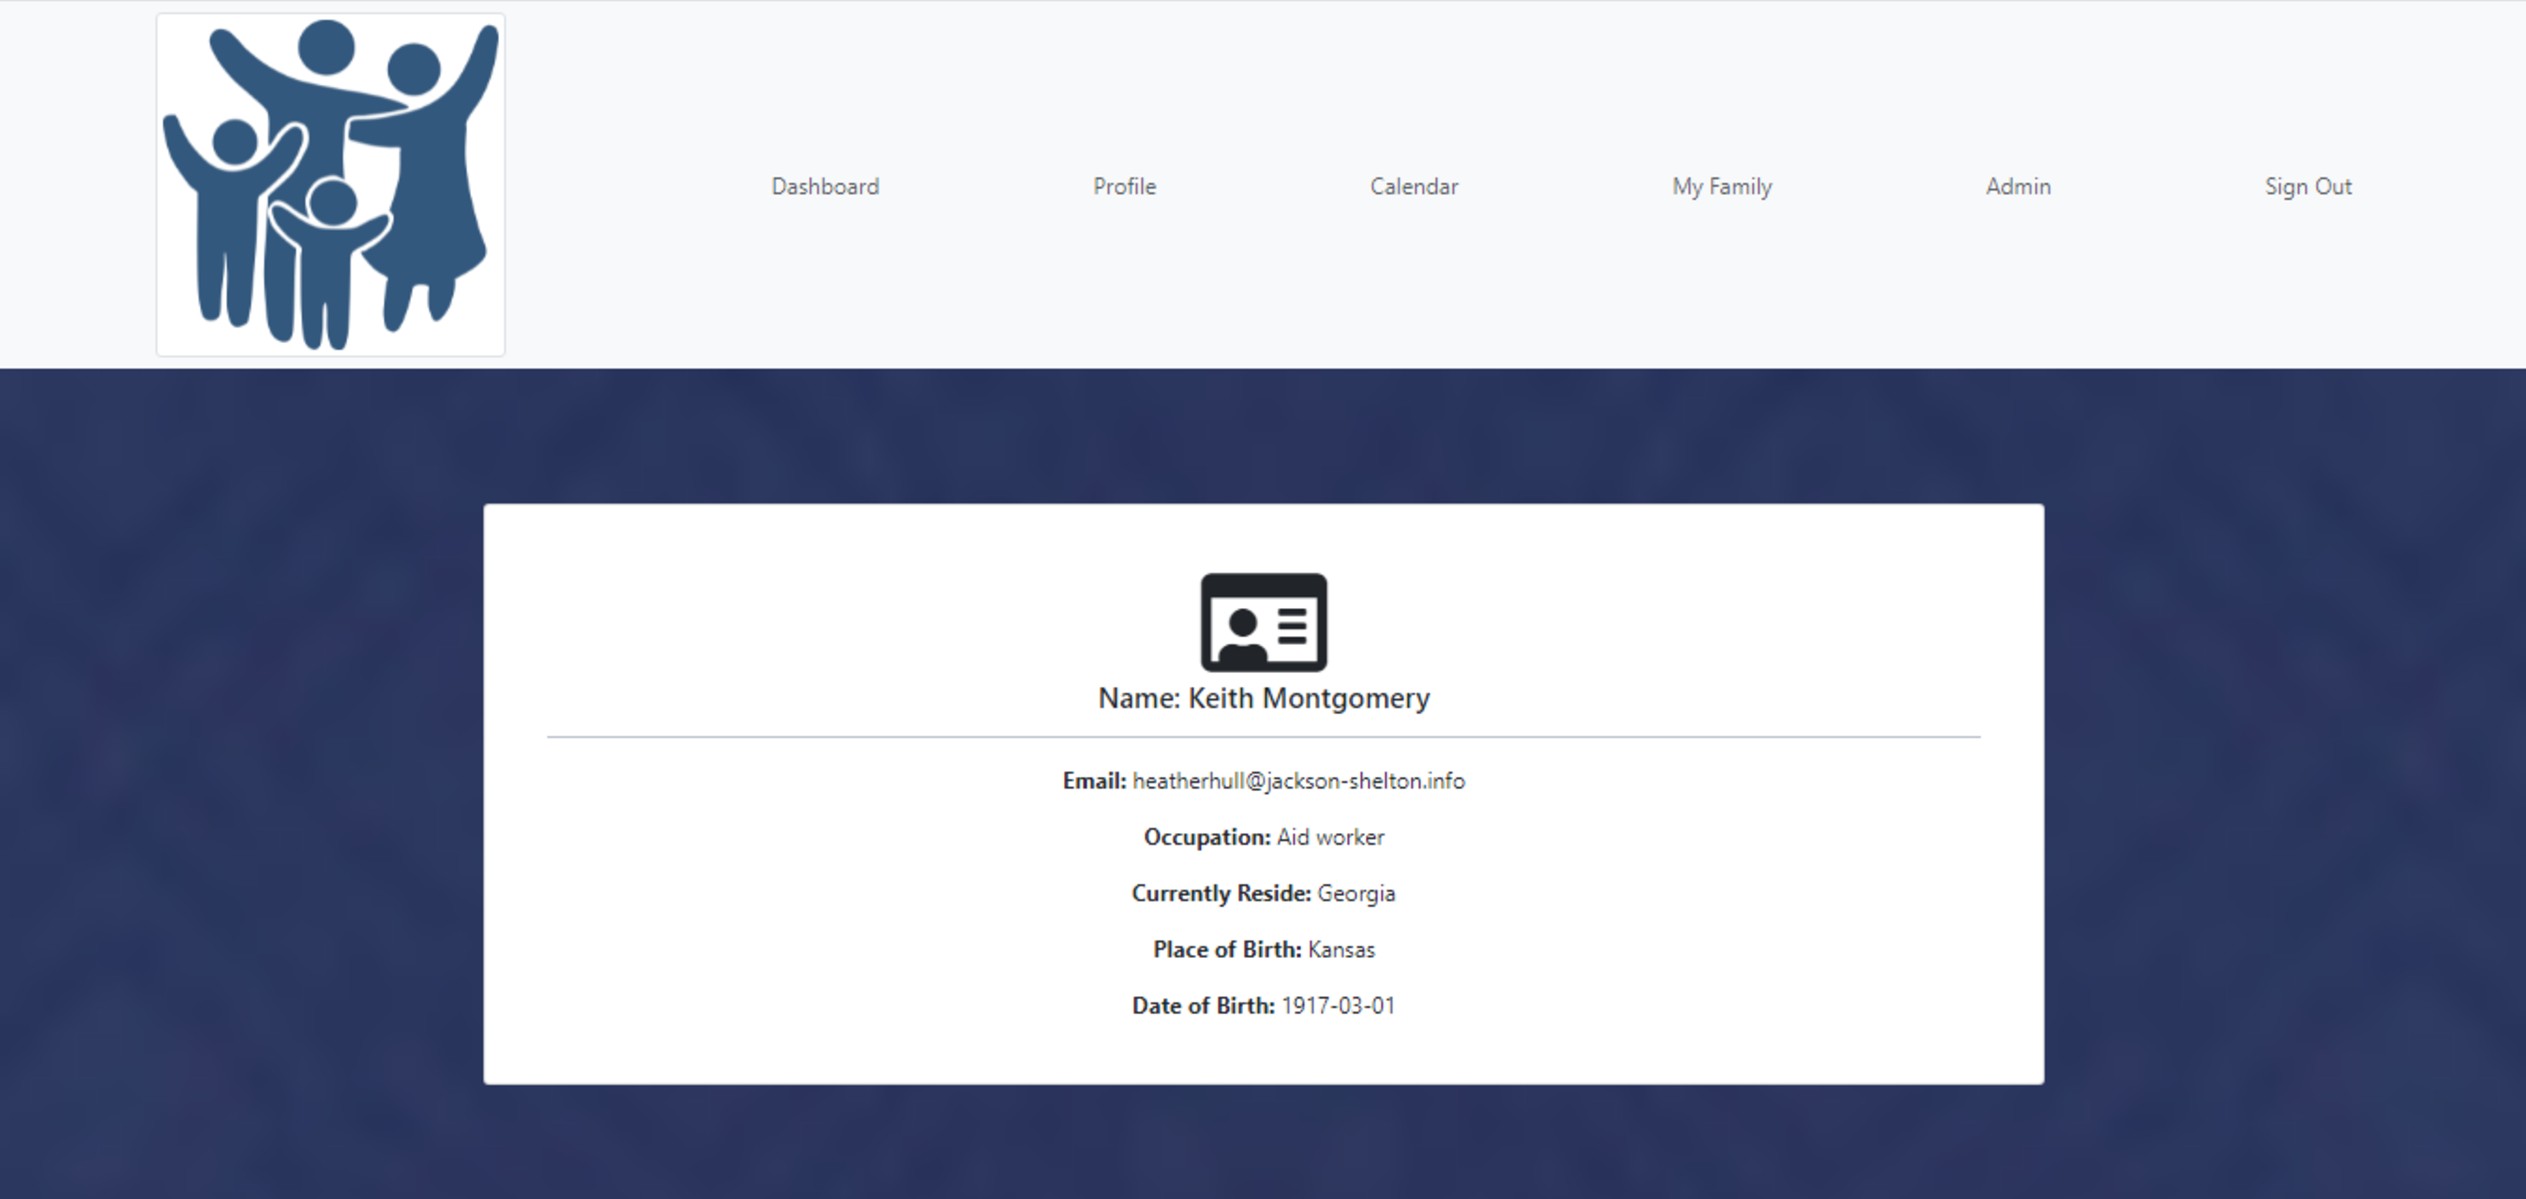 Dashboard Profile Calendar My Family Admin Sign Out
Name: Keith Montgomery
Email: heatherhull@jackson-shelton.info
Occupation: Aid worker
Currently Reside: Georgia
Place of Birth: Kansas
Date of Birth: 1917-03-01